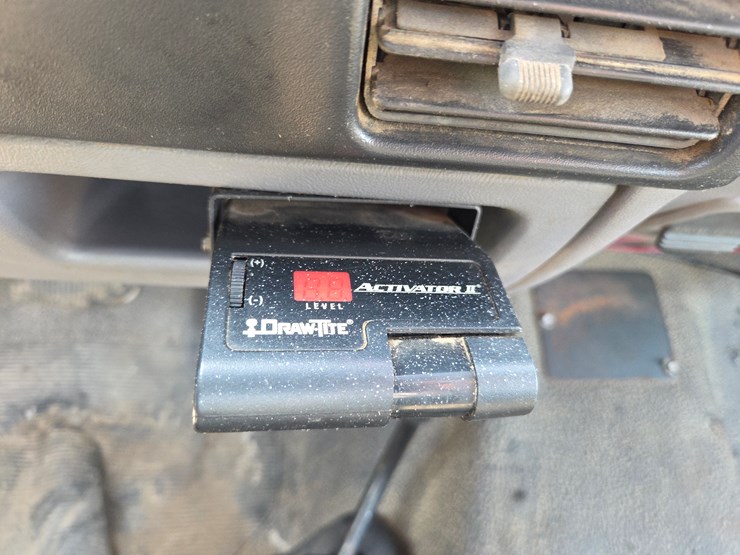 (+)
ACTIVATOR II
LEVEL
(-)
DRAW-TITE®